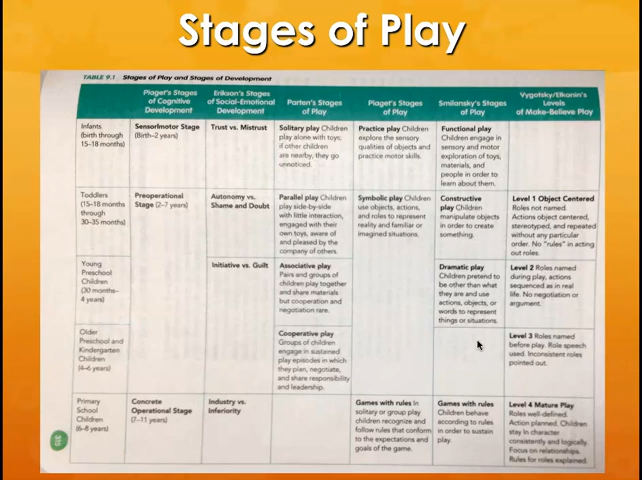 Stages of Play
TABLE 9.1 Stages of Play and Stages of Development
Piaget's Stages
of Cognitive
Development
Erikson's Stages
of Social-Emotional
Development
Parten's Stages
of Play
Piaget's Stages
of Play
Smilansky's Stages
of Play
Vygotsky/Elkonin's
Levels
of Make-Believe Play
Infants
(birth through
15–18 months)
Sensorimotor Stage
(Birth–2 years)
Trust vs. Mistrust
Solitary play Children
play alone with toys;
if other children
are nearby, they go
unnoticed.
Practice play Children
explore the sensory
qualities of objects and
practice motor skills.
Functional play
Children engage in
sensory and motor
exploration of toys,
materials, and
people in order to
learn about them.
Toddlers
(15–18 months
through
30–35 months)
Preoperational
Stage (2–7 years)
Autonomy vs.
Shame and Doubt
Parallel play Children
play side-by-side
with little interaction,
engaged with their
own toys, aware of
and pleased by the
company of others.
Symbolic play Children
use objects, actions,
and roles to represent
reality and familiar or
imagined situations.
Constructive
play Children
manipulate objects
in order to create
something.
Level 1 Object Centered
Roles not named.
Actions object centered,
stereotyped, and repeated
without any particular
order. No "rules" in acting
out roles.
Young
Preschool
Children
(30 months–
4 years)
Initiative vs. Guilt
Associative play
Pairs and groups of
children play together
and share materials
but cooperation and
negotiation rare.
Dramatic play
Children pretend to
be other than what
they are and use
actions, objects, or
words to represent
things or situations.
Level 2 Roles named
during play, actions
sequenced as in real
life. No negotiation or
argument.
Older
Preschool and
Kindergarten
Children
(4–6 years)
Cooperative play
Groups of children
engage in sustained
play episodes in which
they plan, negotiate,
and share responsibility
and leadership.
Level 3 Roles named
before play. Role speech
used. Inconsistent roles
pointed out.
Primary
School
Children
(6–8 years)
Concrete
Operational Stage
(7–11 years)
Industry vs.
Inferiority
Games with rules In
solitary or group play
children recognize and
follow rules that conform
to the expectations and
goals of the game.
Games with rules
Children behave
according to rules
in order to sustain
play.
Level 4 Mature Play
Roles well-defined.
Action planned. Children
stay in character
consistently and logically.
Focus on relationships.
Rules for roles explained.